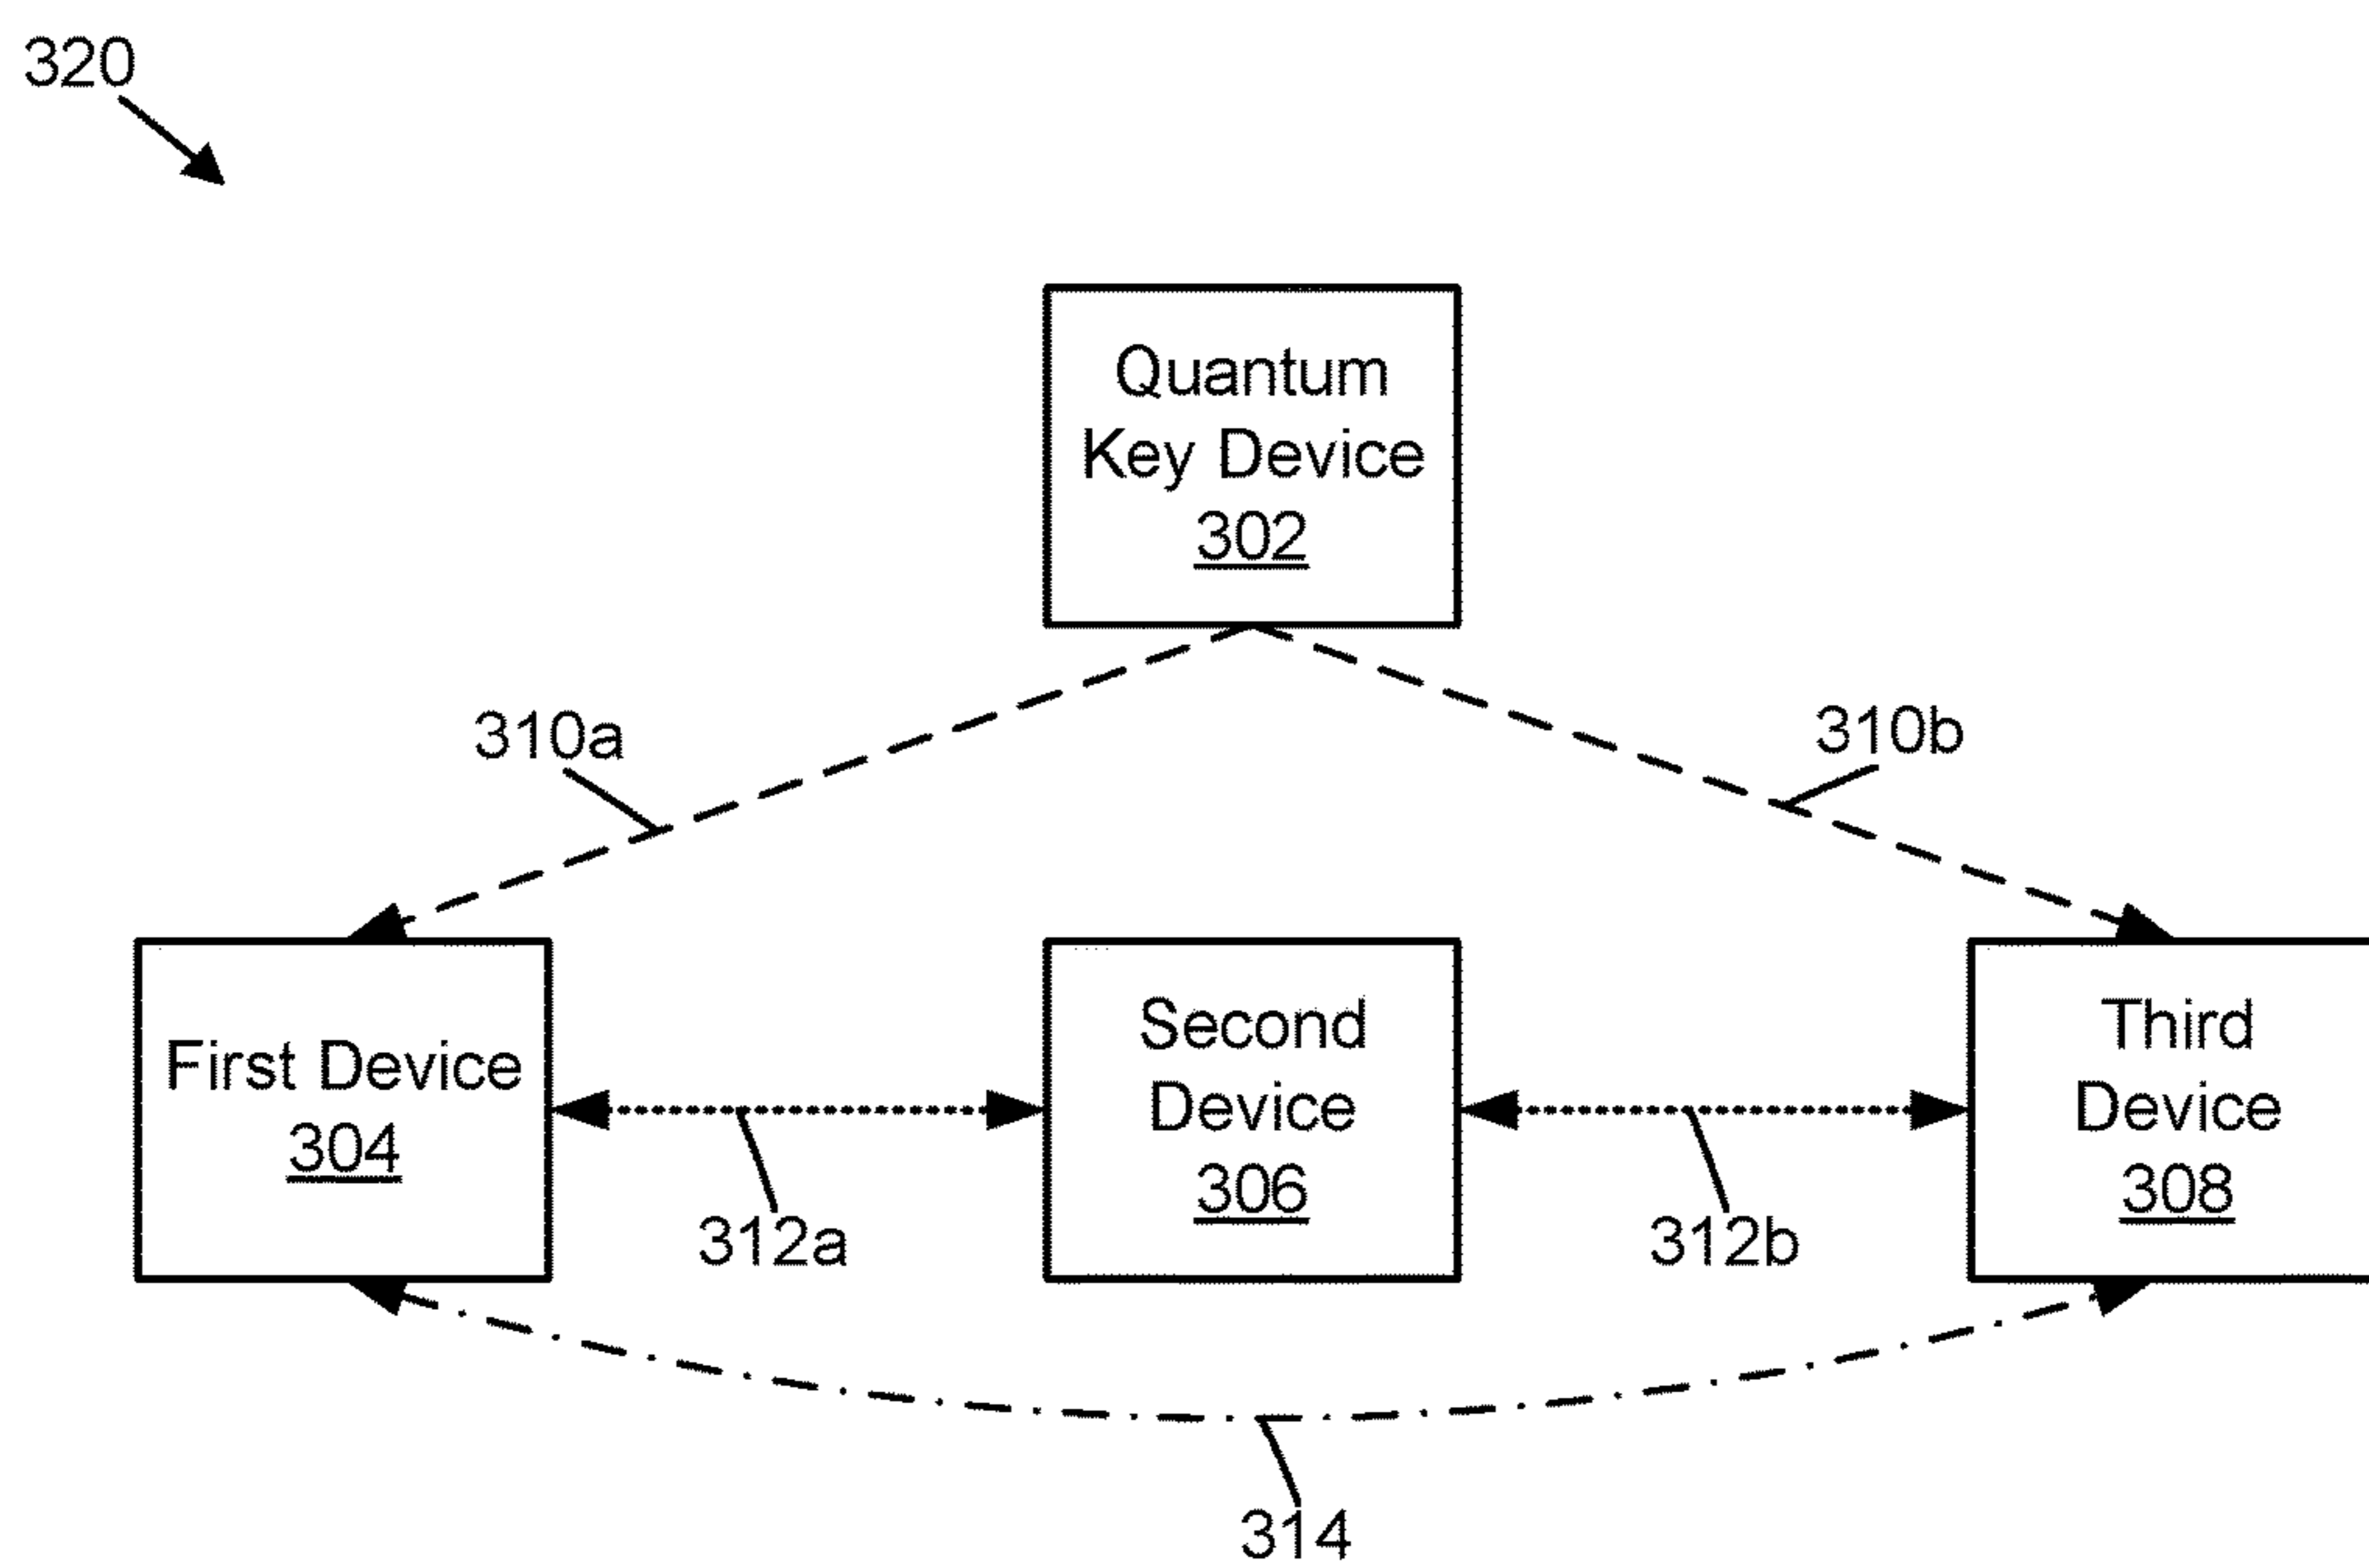 320
Quantum
Key Device
302
310a
310b
First Device
304
Second
Device
306
Third
Device
308
312a
312b
314